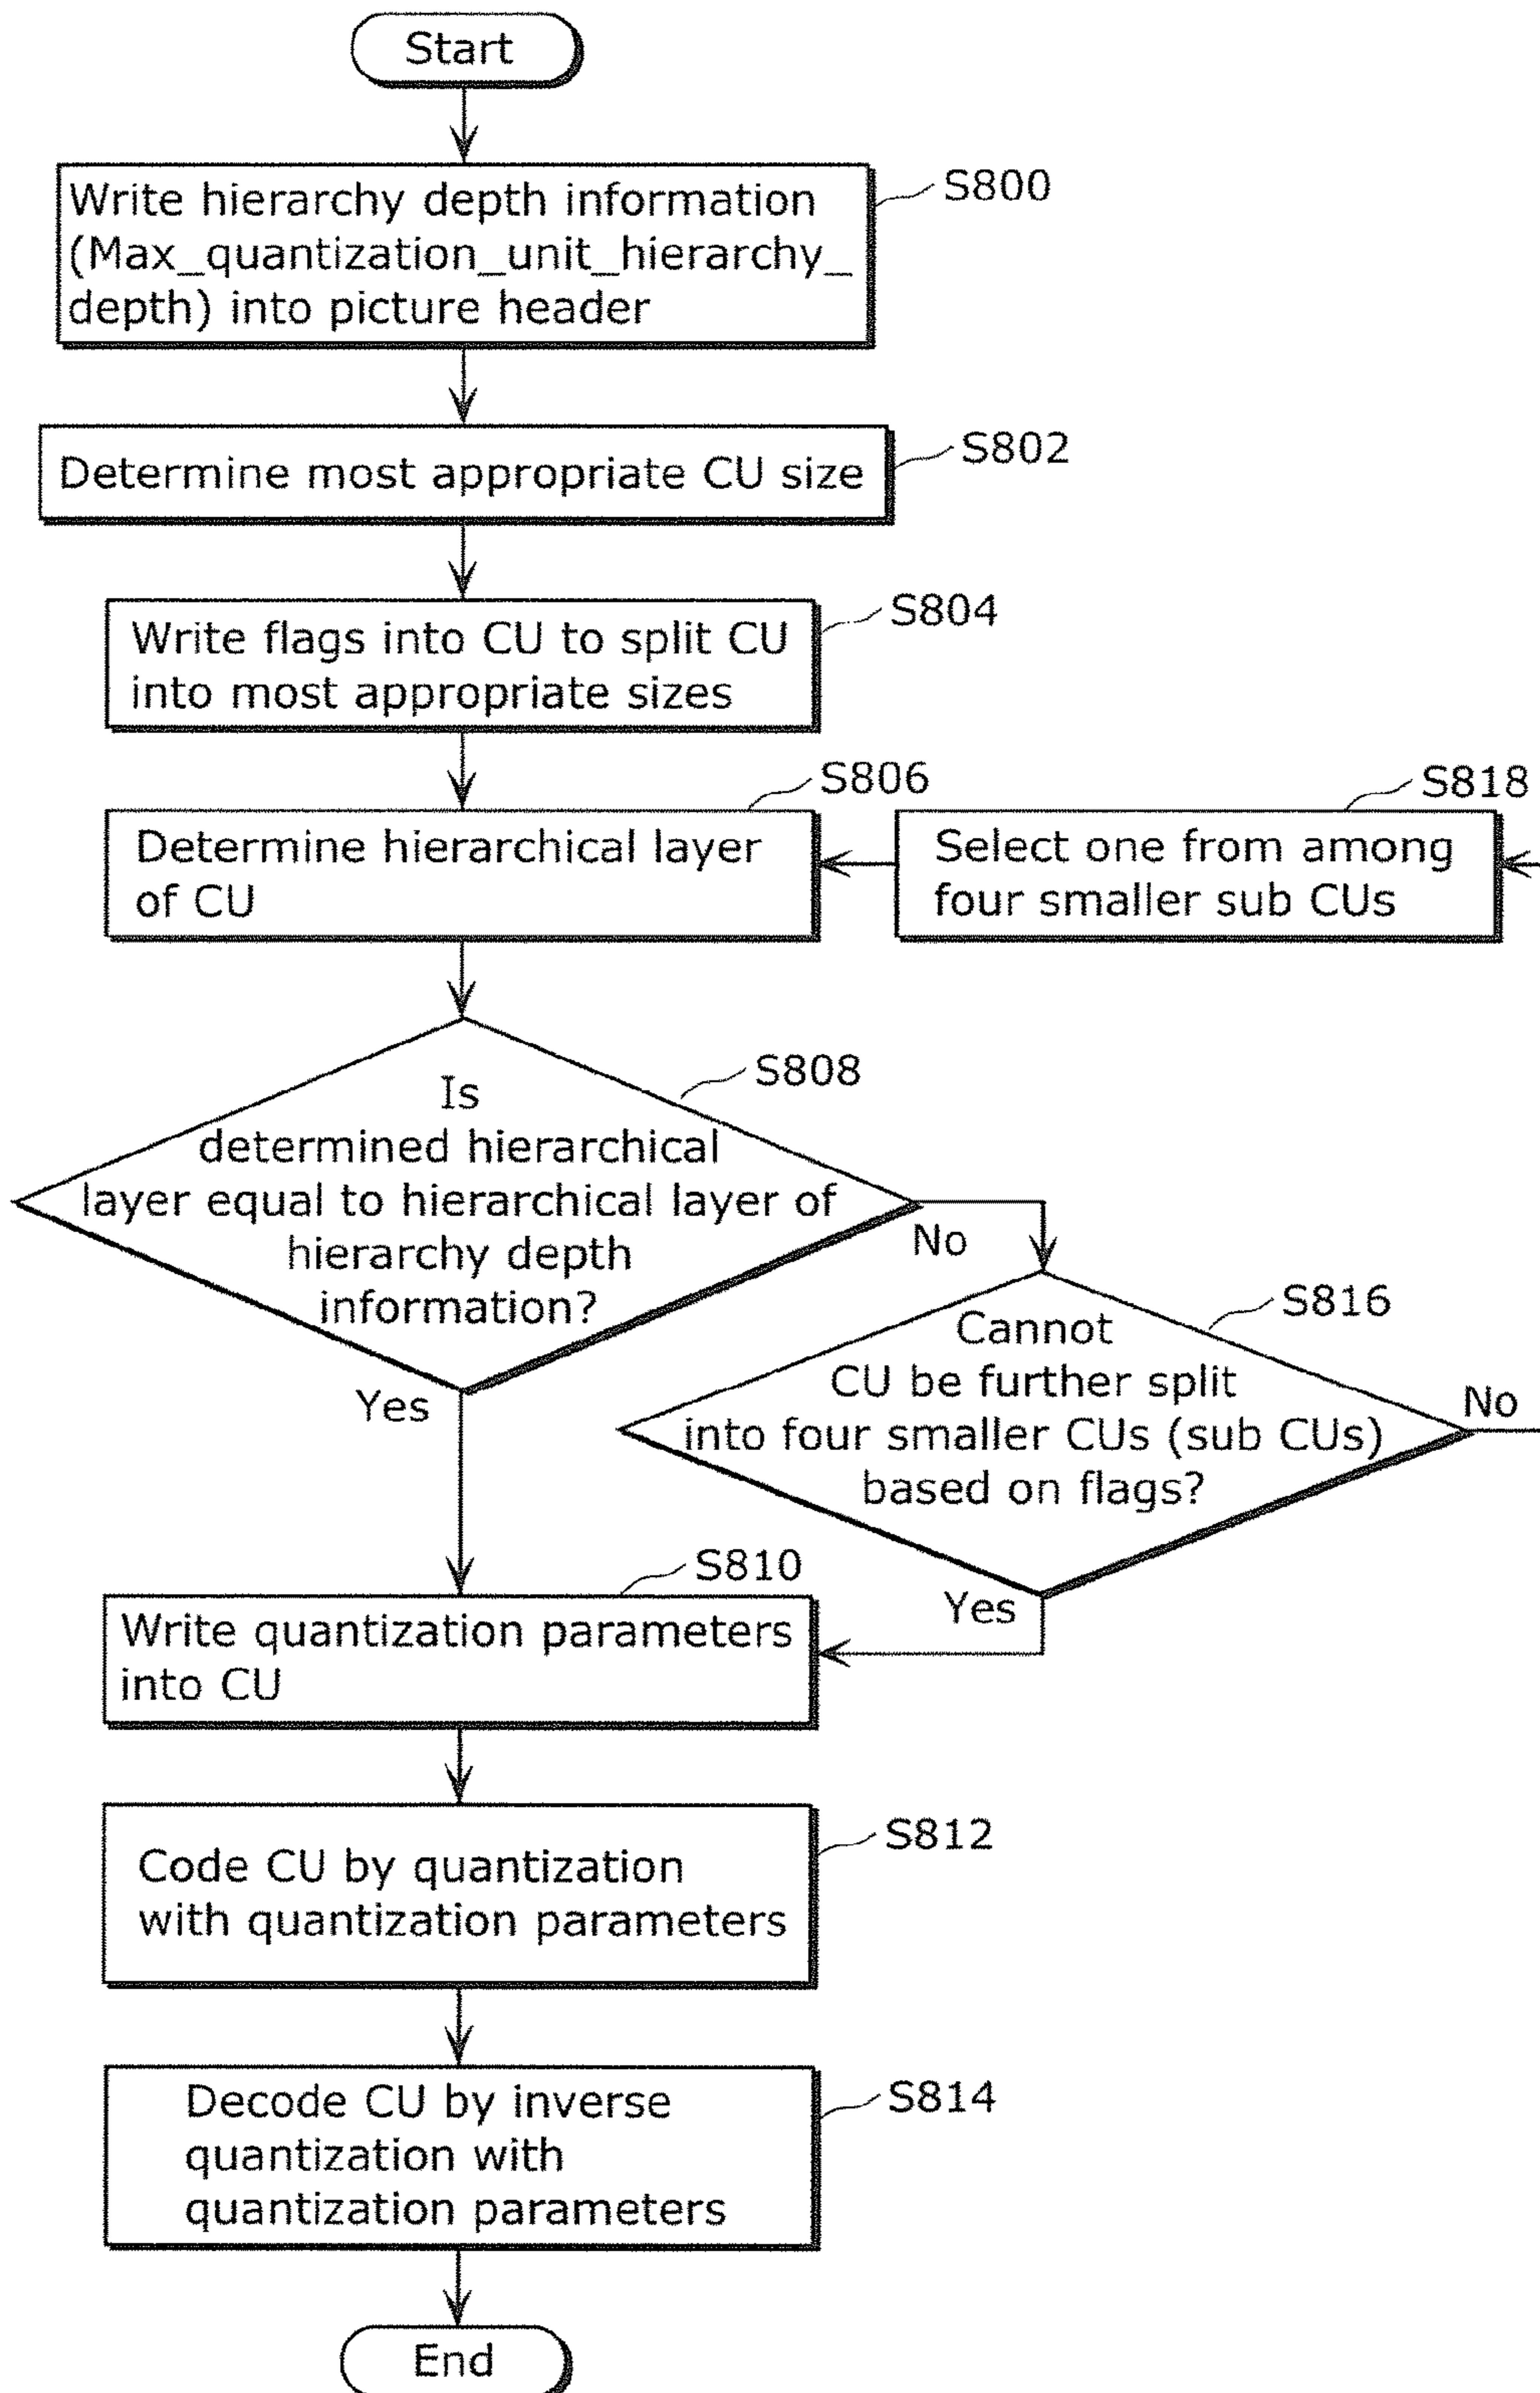 Start
Write hierarchy depth information
(Max_quantization_unit_hierarchy_
depth) into picture header
S800
Determine most appropriate CU size
S802
Write flags into CU to split CU
into most appropriate sizes
S804
Determine hierarchical layer
of CU
S806
Select one from among
four smaller sub CUs
S818
Is
determined hierarchical
layer equal to hierarchical layer of
hierarchy depth
information?
S808
No
Yes
Cannot
CU be further split
into four smaller CUs (sub CUs)
based on flags?
S816
No
Yes
Write quantization parameters
into CU
S810
Code CU by quantization
with quantization parameters
S812
Decode CU by inverse
quantization with
quantization parameters
S814
End